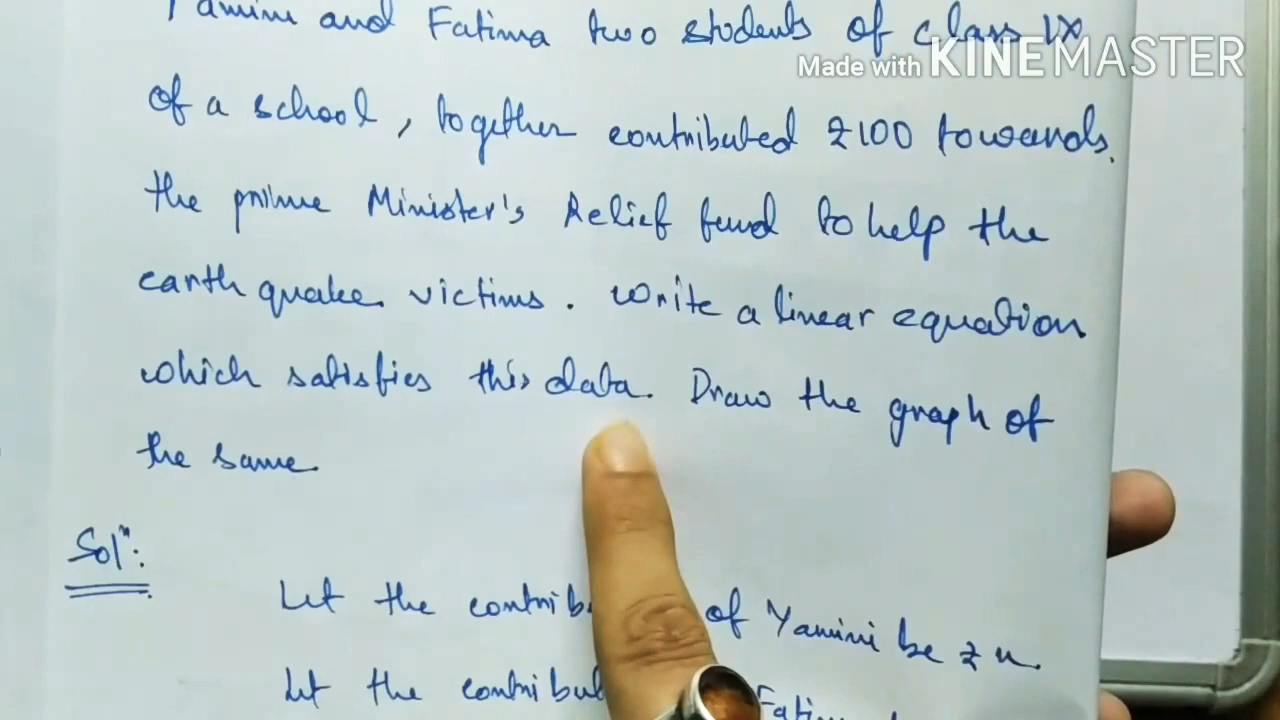 Yamini and Fatima two students of class IX
Made with KINEMASTER
of a school, together contributed ₹100 towards
the prime Minister's Relief fund to help the
earth quake victims. Write a linear equation
which satisfies this data. Draw the graph of
the same.
Solⁿ:
Let the contrib of Yamini be ₹ x.
Let the contribu Fatima